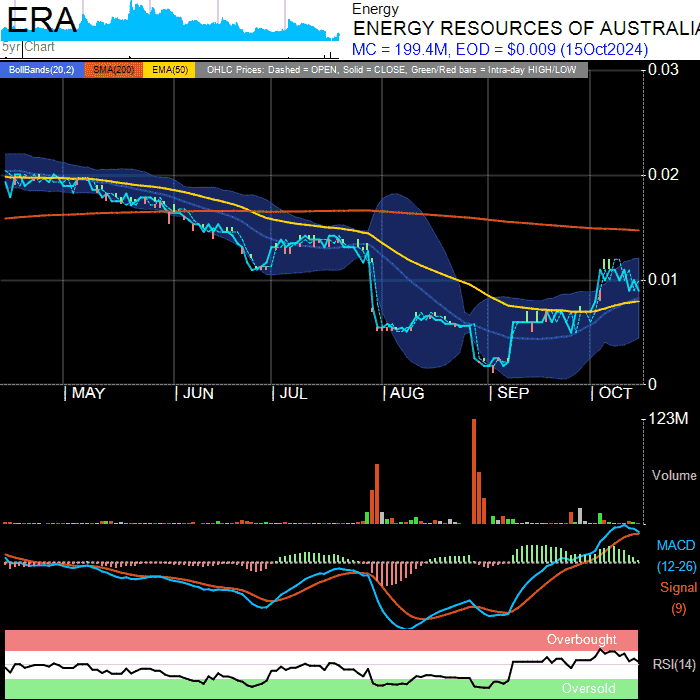 ERA
5yr Chart
Energy
ENERGY RESOURCES OF AUSTRALIA
MC = 199.4M, EOD = $0.009 (15Oct2024)
BollBands(20,2) SMA(200) EMA(50) OHLC Prices: Dashed = OPEN, Solid = CLOSE, Green/Red bars = Intra-day HIGH/LOW
0.03
0.02
0.01
0
| MAY | JUN | JUL | AUG | SEP | OCT
123M
Volume
MACD
(12-26)
Signal
(9)
Overbought
RSI(14)
Oversold